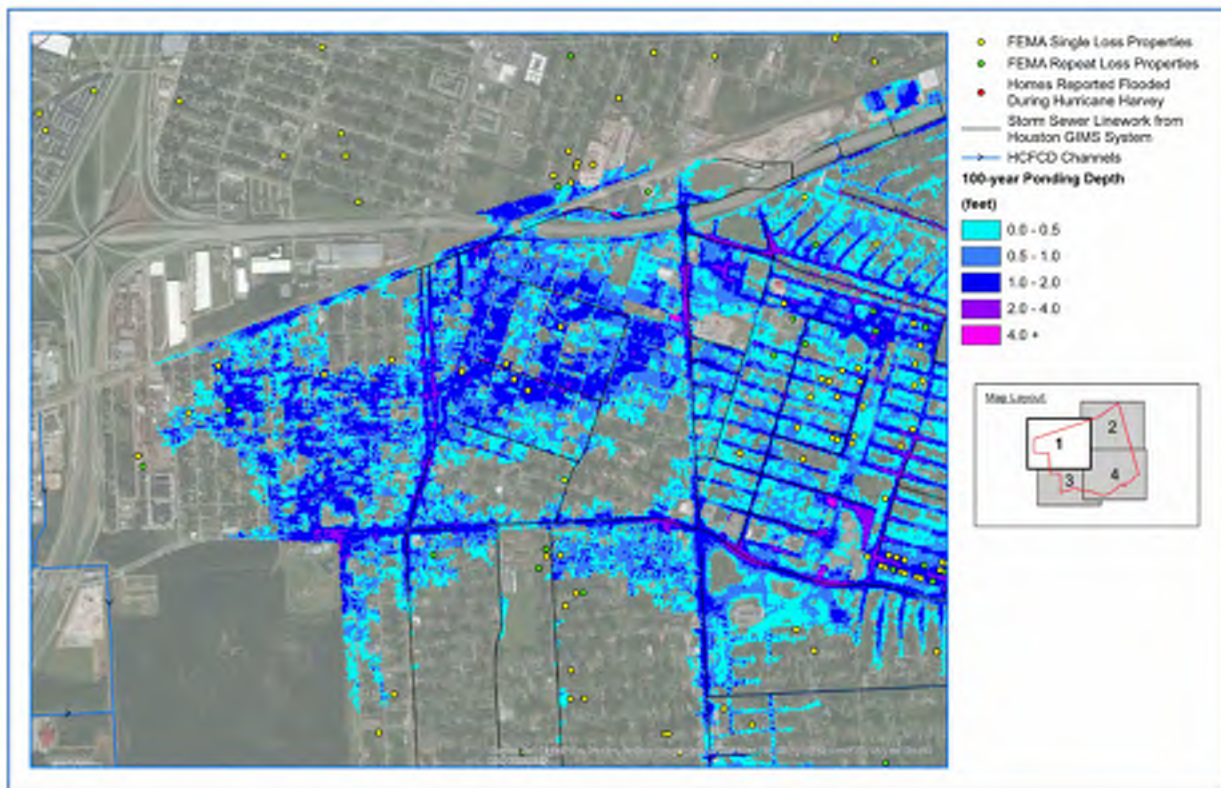 FEMA Single Loss Properties
FEMA Repeat Loss Properties
Homes Reported Flooded
During Hurricane Harvey
Storm Sewer Linework from
Houston GIMS System
HCFCD Channels
100-year Ponding Depth
(feet)
0.0 - 0.5
0.5 - 1.0
1.0 - 2.0
2.0 - 4.0
4.0 +
Map Layout:
1
2
3
4